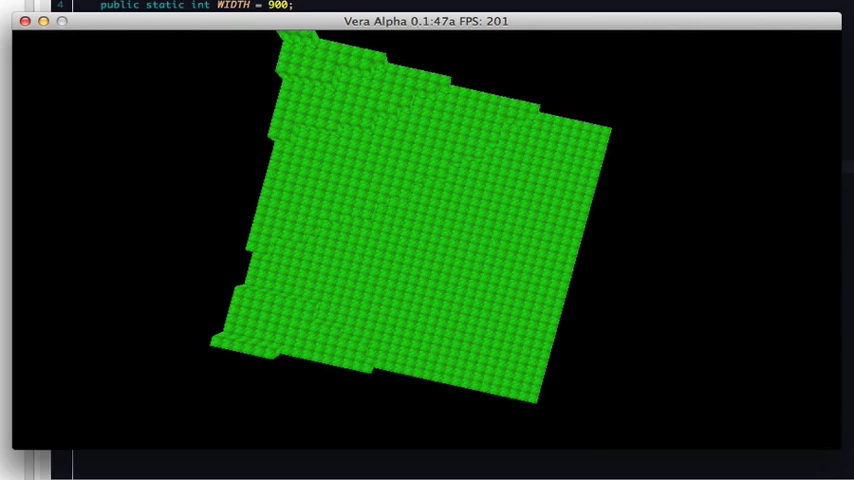 4 public static int WIDTH = 900;
Vera Alpha 0.1:47a FPS: 201